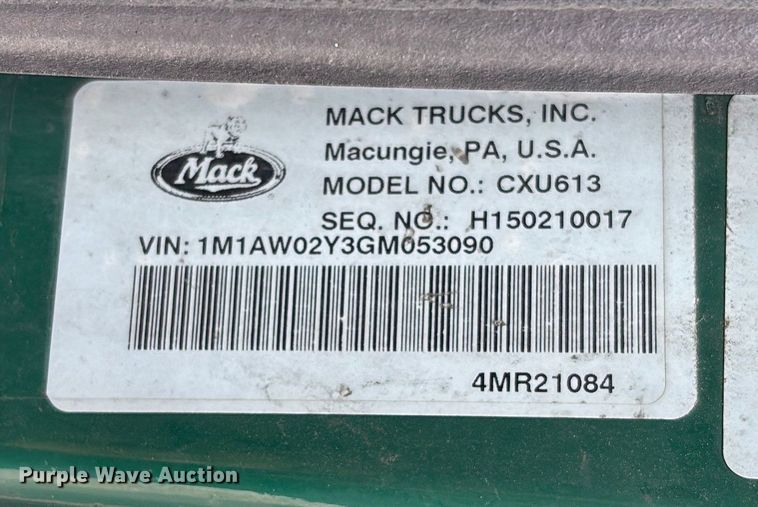 Mack
MACK TRUCKS, INC.
Macungie, PA, U.S.A.
MODEL NO.: CXU613
SEQ. NO.: H150210017
VIN: 1M1AW02Y3GM053090
4MR21084
Purple Wave Auction